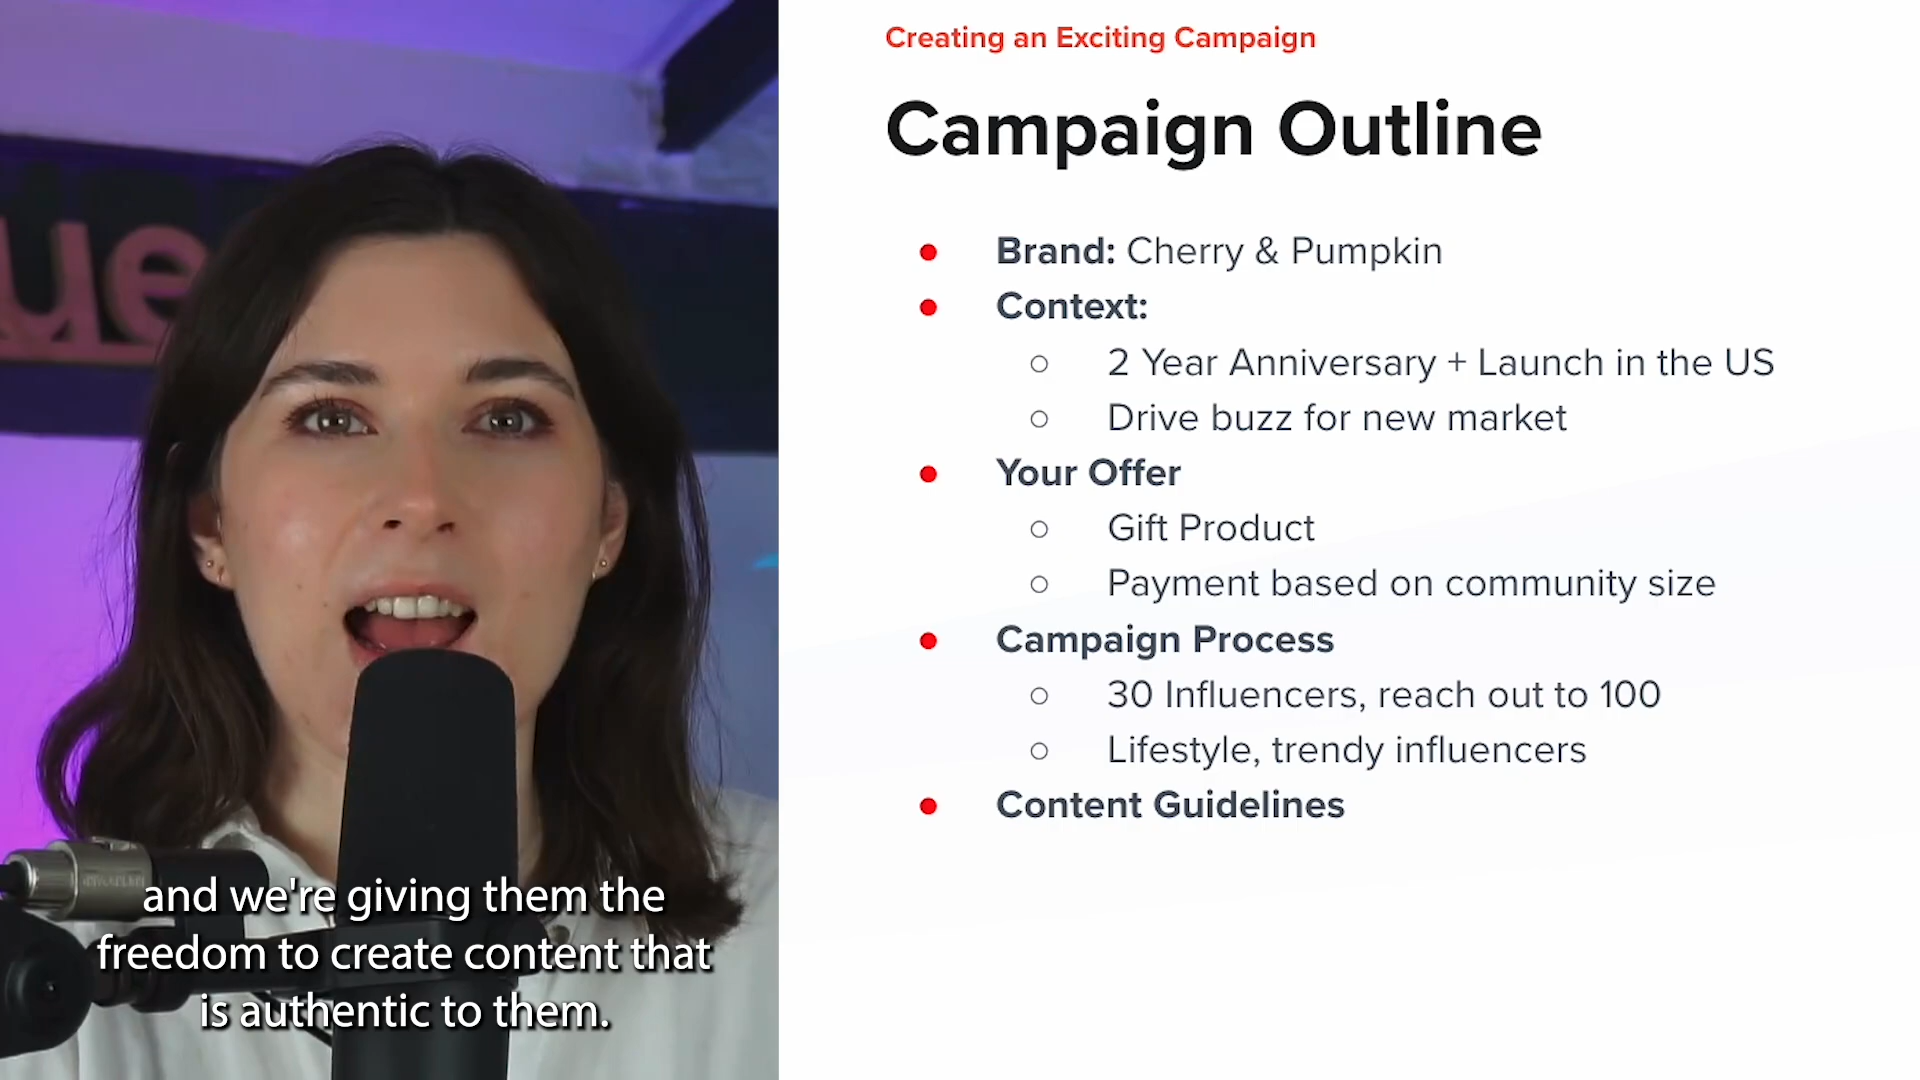 Creating an Exciting Campaign
Campaign Outline
Brand: Cherry & Pumpkin
Context:
2 Year Anniversary + Launch in the US
Drive buzz for new market
Your Offer
Gift Product
Payment based on community size
Campaign Process
30 Influencers, reach out to 100
Lifestyle, trendy influencers
Content Guidelines
ue
and we're giving them the
freedom to create content that
is authentic to them.